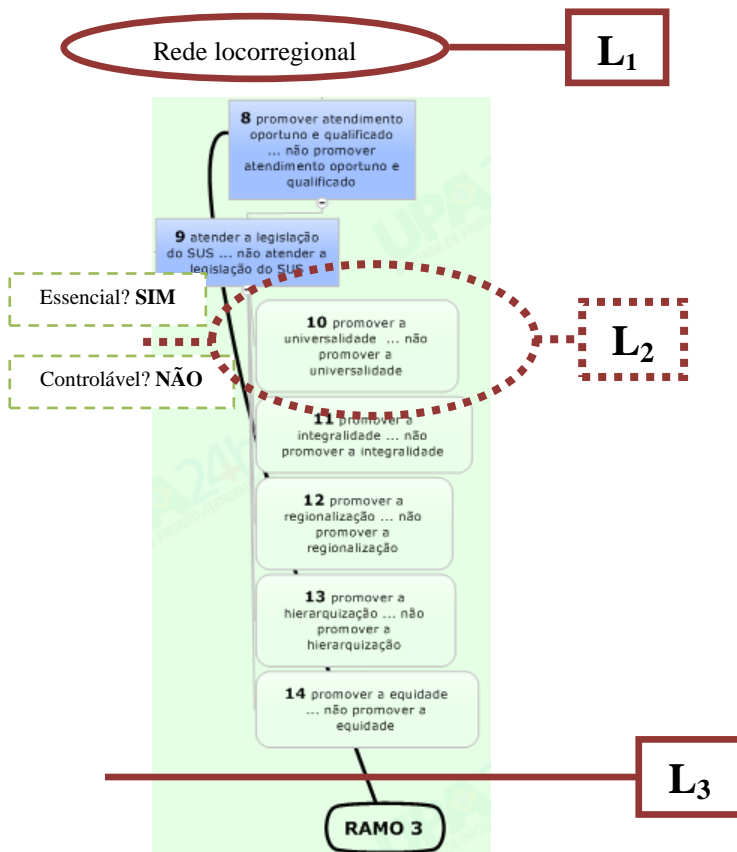 Rede locorregional
L₁
8 promover atendimento
oportuno e qualificado
... não promover
atendimento oportuno e
qualificado
9 atender a legislação
do SUS ... não atender a
legislação do SUS
Essencial? SIM
Controlável? NÃO
10 promover a
universalidade ... não
promover a
universalidade
L₂
11 promover a
integralidade ... não
promover a integralidade
12 promover a
regionalização ... não
promover a
regionalização
13 promover a
hierarquização ... não
promover a
hierarquização
14 promover a equidade
... não promover a
equidade
L₃
RAMO 3